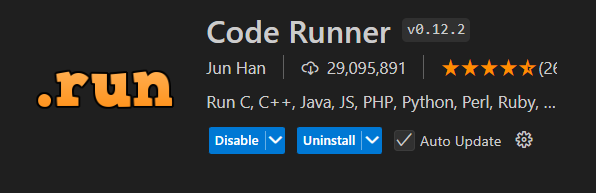 Code Runner v0.12.2
.run
Jun Han 29,095,891 (26
Run C, C++, Java, JS, PHP, Python, Perl, Ruby, ...
Disable Uninstall Auto Update